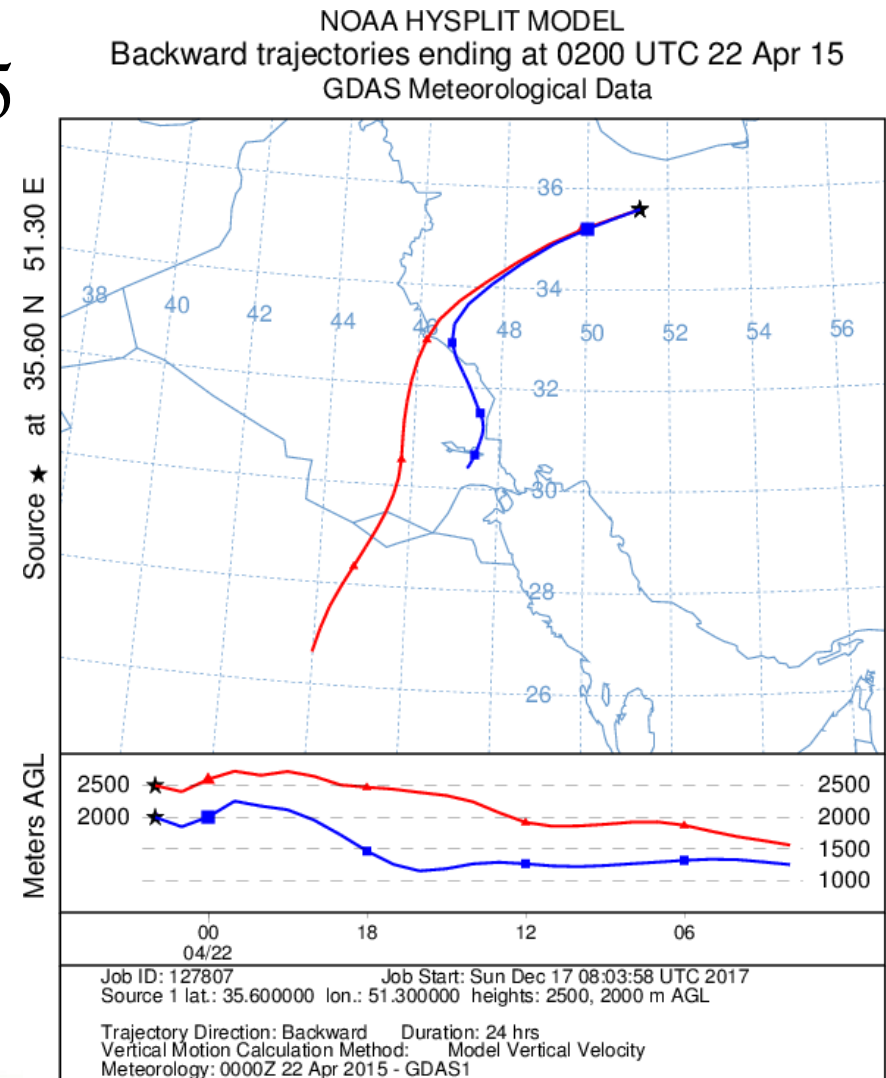 5
NOAA HYSPLIT MODEL
Backward trajectories ending at 0200 UTC 22 Apr 15
GDAS Meteorological Data
Source ★ at 35.60 N 51.30 E
36
34
38 40 42 44 46 48 50 52 54 56
32
30
28
26
Meters AGL
2500 2500
2000 2000
1500
1000
00 18 12 06
04/22
Job ID: 127807 Job Start: Sun Dec 17 08:03:58 UTC 2017
Source 1 lat.: 35.600000 lon.: 51.300000 heights: 2500, 2000 m AGL
Trajectory Direction: Backward Duration: 24 hrs
Vertical Motion Calculation Method: Model Vertical Velocity
Meteorology: 0000Z 22 Apr 2015 - GDAS1